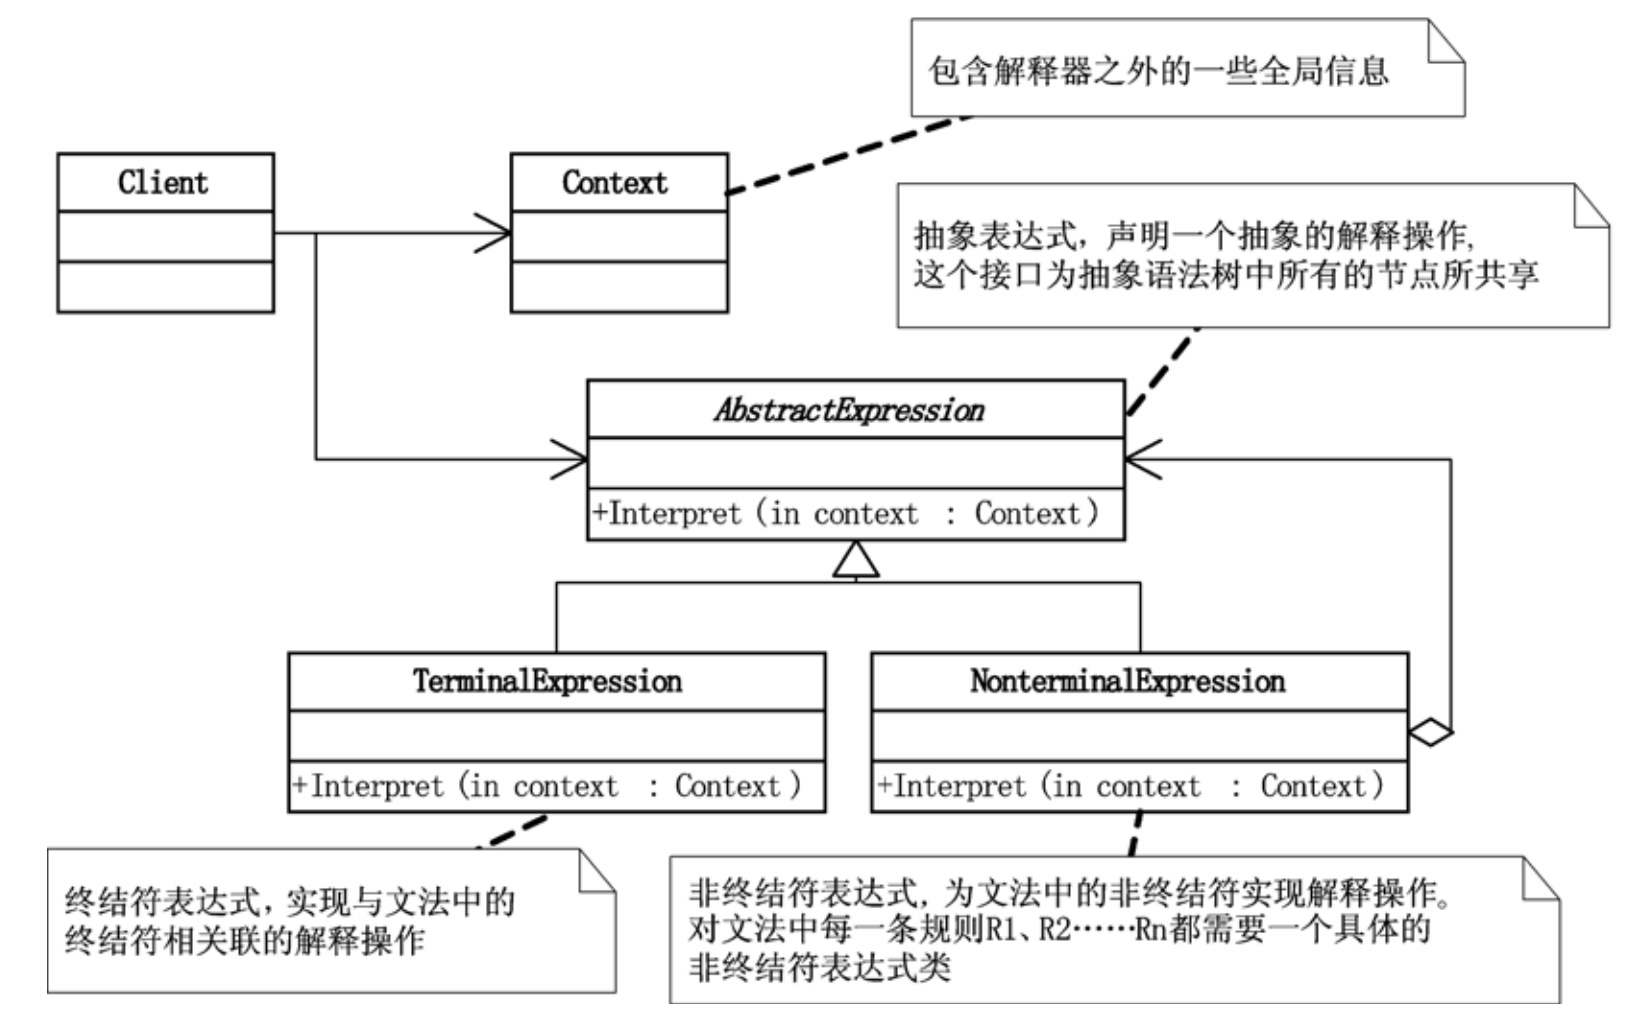 包含解释器之外的一些全局信息
Client
Context
抽象表达式，声明一个抽象的解释操作,
这个接口为抽象语法树中所有的节点所共享
AbstractExpression
+Interpret(in context : Context)
TerminalExpression
+Interpret(in context : Context)
NonterminalExpression
+Interpret(in context : Context)
终结符表达式，实现与文法中的
终结符相关联的解释操作
非终结符表达式, 为文法中的非终结符实现解释操作。
对文法中每一条规则R1、R2……Rn都需要一个具体的
非终结符表达式类